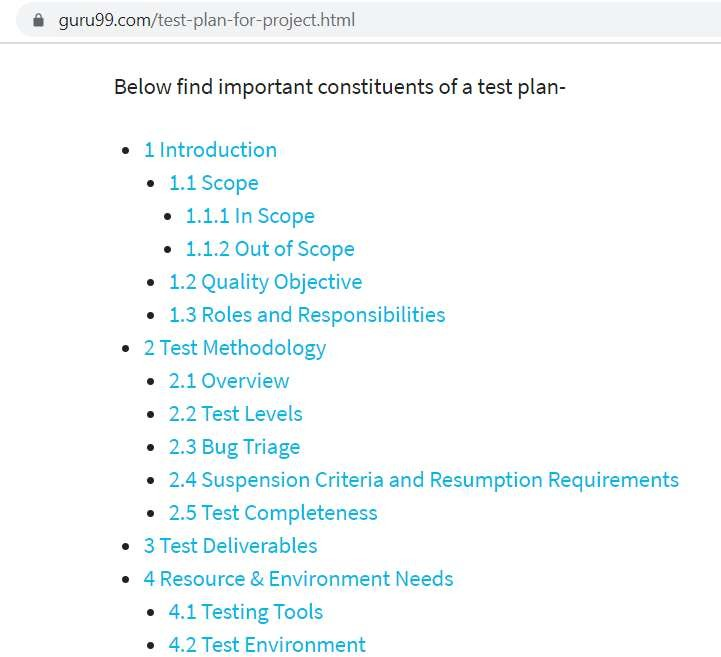 guru99.com/test-plan-for-project.html
Below find important constituents of a test plan-
1 Introduction
1.1 Scope
1.1.1 In Scope
1.1.2 Out of Scope
1.2 Quality Objective
1.3 Roles and Responsibilities
2 Test Methodology
2.1 Overview
2.2 Test Levels
2.3 Bug Triage
2.4 Suspension Criteria and Resumption Requirements
2.5 Test Completeness
3 Test Deliverables
4 Resource & Environment Needs
4.1 Testing Tools
4.2 Test Environment